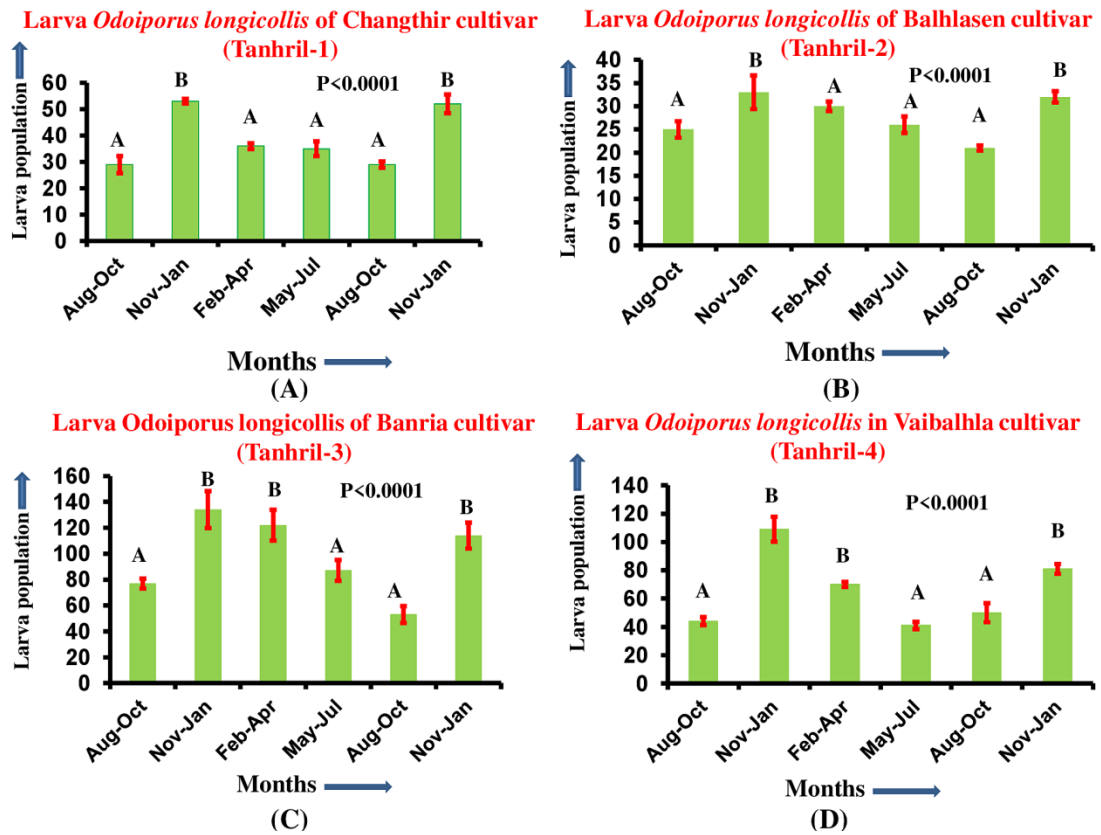 Larva Odoiporus longicollis of Changthir cultivar
(Tanhril-1)
Larva population
60
50
40
30
20
10
0
P<0.0001
A
B
A
A
A
B
Aug-Oct
Nov-Jan
Feb-Apr
May-Jul
Aug-Oct
Nov-Jan
Months
(A)
Larva Odoiporus longicollis of Balhlasen cultivar
(Tanhril-2)
Larva population
40
35
30
25
20
15
10
5
0
P<0.0001
A
B
A
A
A
B
Aug-Oct
Nov-Jan
Feb-Apr
May-Jul
Aug-Oct
Nov-Jan
Months
(B)
Larva Odoiporus longicollis of Banria cultivar
(Tanhril-3)
Larva population
160
140
120
100
80
60
40
20
0
P<0.0001
A
B
B
A
A
B
Aug-Oct
Nov-Jan
Feb-Apr
May-Jul
Aug-Oct
Nov-Jan
Months
(C)
Larva Odoiporus longicollis in Vaibalhla cultivar
(Tanhril-4)
Larva population
140
120
100
80
60
40
20
0
P<0.0001
A
B
B
A
A
B
Aug-Oct
Nov-Jan
Feb-Apr
May-Jul
Aug-Oct
Nov-Jan
Months
(D)